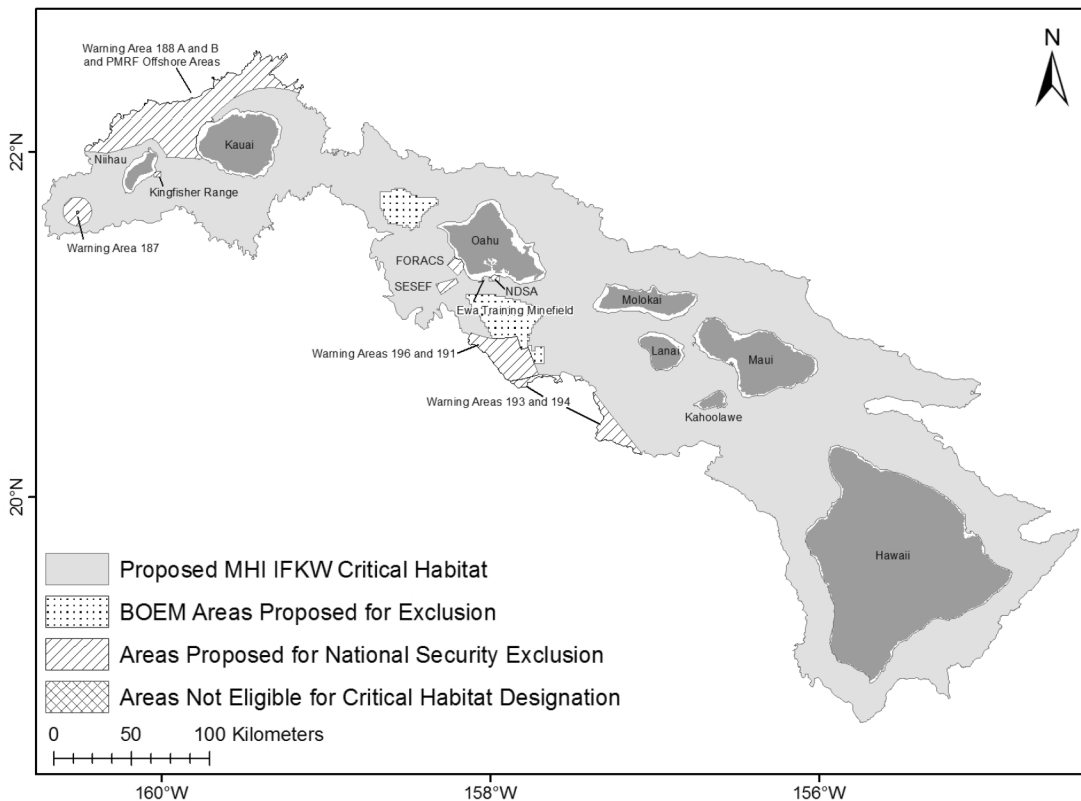 Warning Area 188 A and B
and PMRF Offshore Areas
N
22°N
Kauai
Niihau
Kingfisher Range
Warning Area 187
Oahu
FORACS
SESEF
NDSA
Ewa Training Minefield
Molokai
Warning Areas 196 and 191
Lanai
Maui
Warning Areas 193 and 194
Kahoolawe
20°N
Hawaii
Proposed MHI IFKW Critical Habitat
BOEM Areas Proposed for Exclusion
Areas Proposed for National Security Exclusion
Areas Not Eligible for Critical Habitat Designation
0 50 100 Kilometers
160°W 158°W 156°W